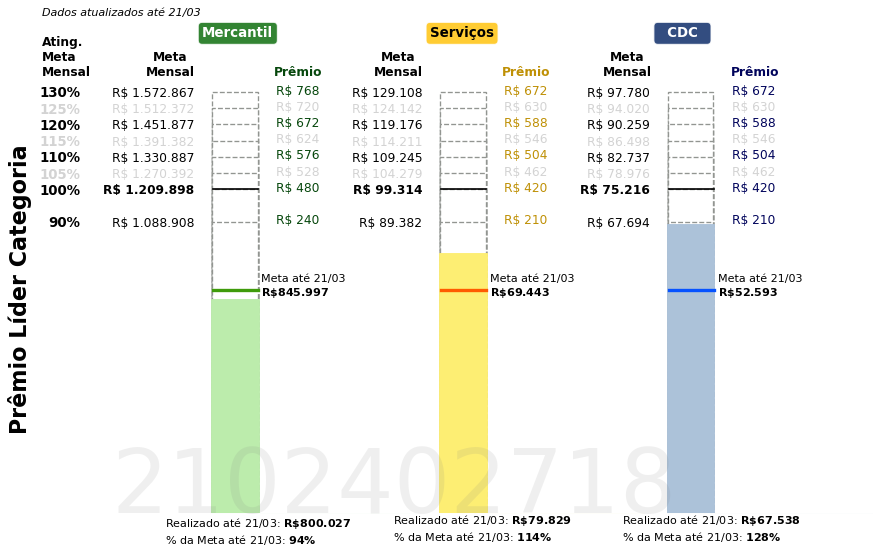 Dados atualizados até 21/03
Mercantil Serviços CDC
Ating.
Meta
Mensal
Meta
Mensal Prêmio
Meta
Mensal Prêmio
Meta
Mensal Prêmio
130% R$ 1.572.867 R$ 768 R$ 129.108 R$ 672 R$ 97.780 R$ 672
125% R$ 1.512.372 R$ 720 R$ 124.142 R$ 630 R$ 94.020 R$ 630
120% R$ 1.451.877 R$ 672 R$ 119.176 R$ 588 R$ 90.259 R$ 588
115% R$ 1.391.382 R$ 624 R$ 114.211 R$ 546 R$ 86.498 R$ 546
110% R$ 1.330.887 R$ 576 R$ 109.245 R$ 504 R$ 82.737 R$ 504
105% R$ 1.270.392 R$ 528 R$ 104.279 R$ 462 R$ 78.976 R$ 462
100% R$ 1.209.898 R$ 480 R$ 99.314 R$ 420 R$ 75.216 R$ 420
90% R$ 1.088.908 R$ 240 R$ 89.382 R$ 210 R$ 67.694 R$ 210
Meta até 21/03
R$845.997
Meta até 21/03
R$69.443
Meta até 21/03
R$52.593
Prêmio Líder Categoria
2102402718
Realizado até 21/03: R$800.027
% da Meta até 21/03: 94%
Realizado até 21/03: R$79.829
% da Meta até 21/03: 114%
Realizado até 21/03: R$67.538
% da Meta até 21/03: 128%